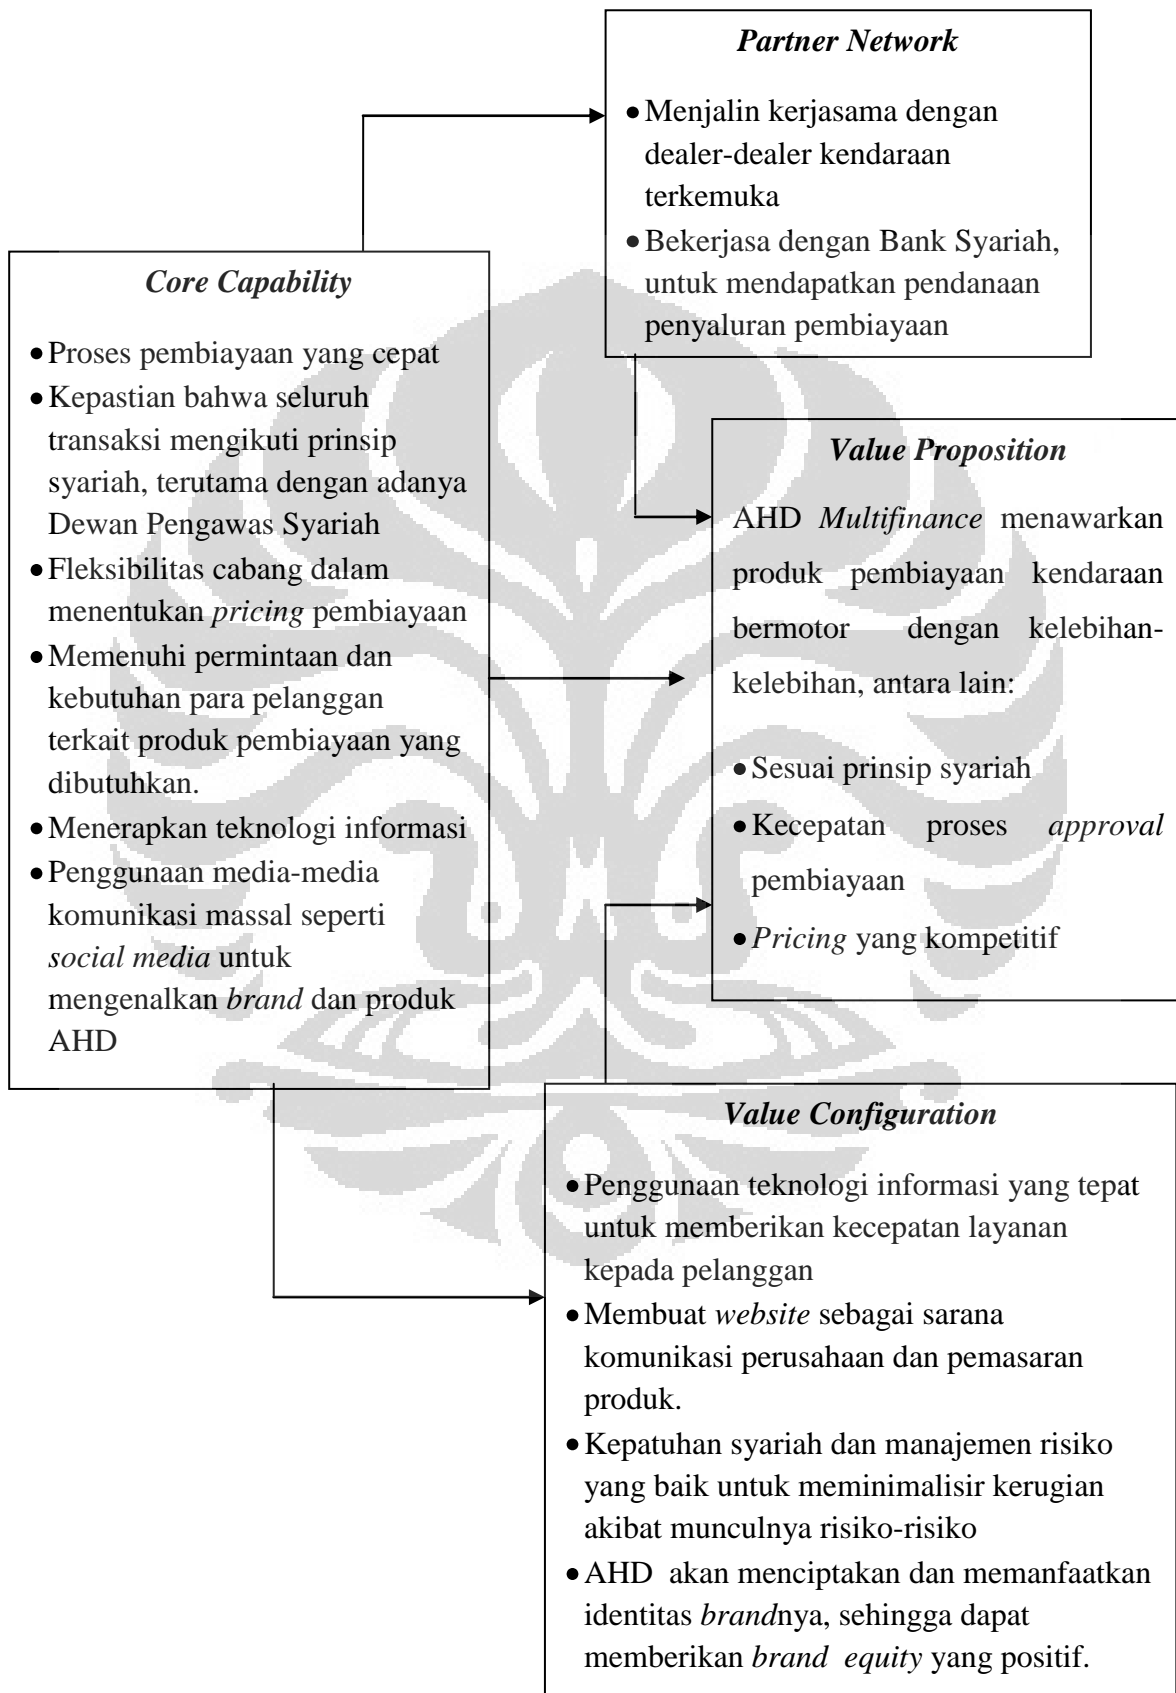 Partner Network
• Menjalin kerjasama dengan
dealer-dealer kendaraan
terkemuka
• Bekerjasa dengan Bank Syariah,
untuk mendapatkan pendanaan
penyaluran pembiayaan
Core Capability
• Proses pembiayaan yang cepat
• Kepastian bahwa seluruh
transaksi mengikuti prinsip
syariah, terutama dengan adanya
Dewan Pengawas Syariah
• Fleksibilitas cabang dalam
menentukan pricing pembiayaan
• Memenuhi permintaan dan
kebutuhan para pelanggan
terkait produk pembiayaan yang
dibutuhkan.
• Menerapkan teknologi informasi
• Penggunaan media-media
komunikasi massal seperti
social media untuk
mengenalkan brand dan produk
AHD
Value Proposition
AHD Multifinance menawarkan
produk pembiayaan kendaraan
bermotor dengan kelebihan-
kelebihan, antara lain:
• Sesuai prinsip syariah
• Kecepatan proses approval
pembiayaan
• Pricing yang kompetitif
Value Configuration
• Penggunaan teknologi informasi yang tepat
untuk memberikan kecepatan layanan
kepada pelanggan
• Membuat website sebagai sarana
komunikasi perusahaan dan pemasaran
produk.
• Kepatuhan syariah dan manajemen risiko
yang baik untuk meminimalisir kerugian
akibat munculnya risiko-risiko
• AHD akan menciptakan dan memanfaatkan
identitas brandnya, sehingga dapat
memberikan brand equity yang positif.